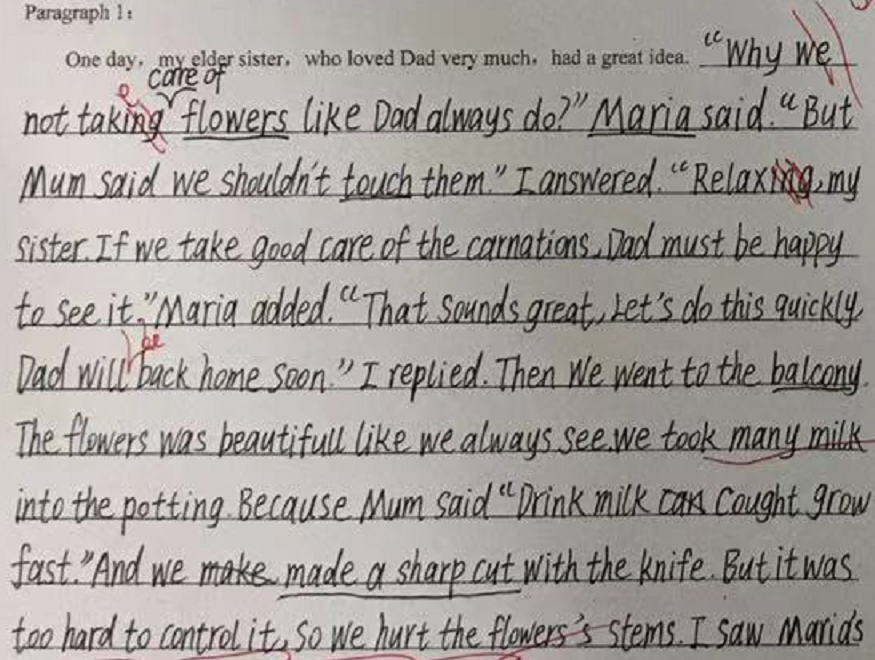 Paragraph 1:
One day, my elder sister, who loved Dad very much, had a great idea. "Why we
care of
e
not taking flowers like Dad always do?" Maria said. "But
Mum said we shouldn't touch them." I answered. "Relaxing, my
sister. If we take good care of the carnations, Dad must be happy
to see it." Maria added. "That sounds great, Let's do this quickly,
be
Dad will back home soon." I replied. Then We went to the balcony.
The flowers was beautifull like we always see. we took many milk
into the potting. Because Mum said "Drink milk can Cought grow
fast." And we make made a sharp cut with the knife. But it was
too hard to control it, So we hurt the flowers's stems. I saw Maria's